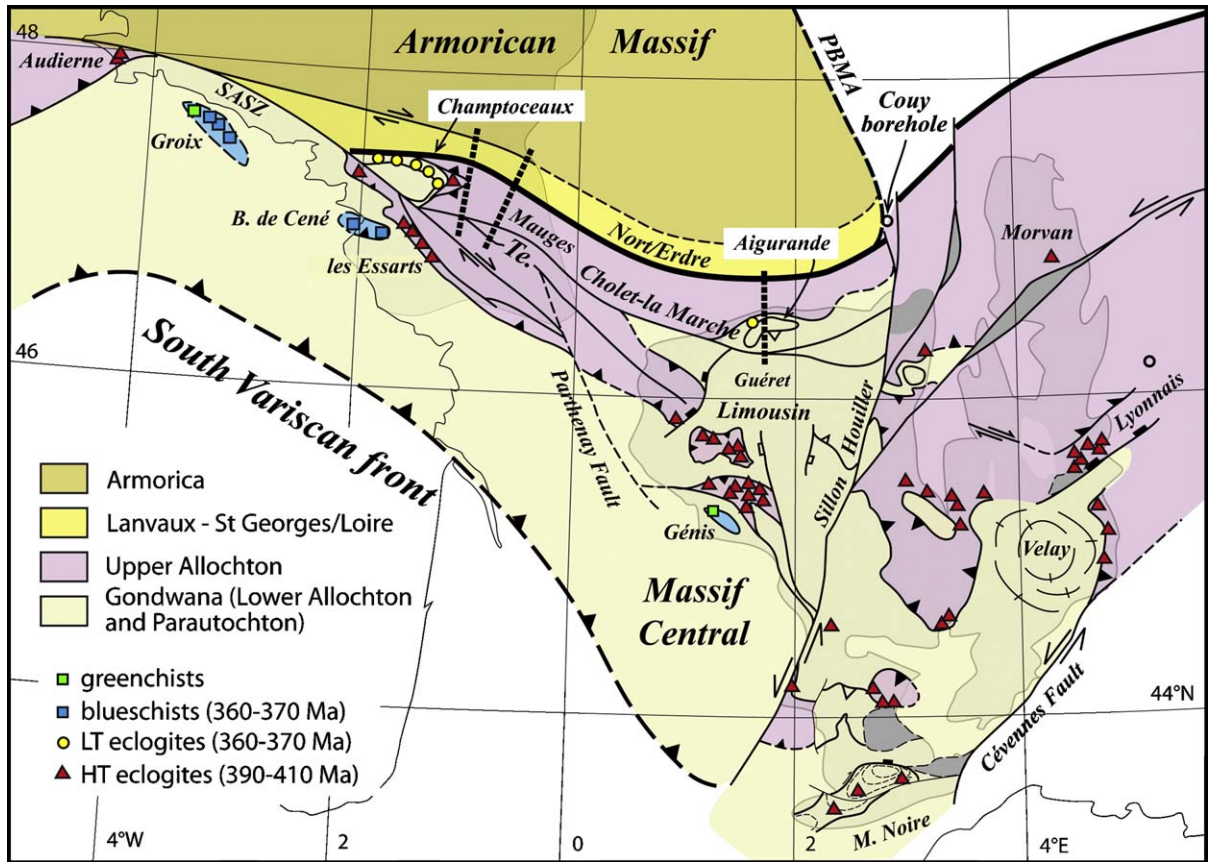 48
Armorican Massif
Audierne
PBMA
SASZ
Champtoceaux
Couy
borehole
Groix
B. de Cené
Mauges
Te.
Nort/Erdre
Aigurande
Morvan
les Essarts
Cholet-la Marche
46
South Variscan front
Parthenay Fault
Guéret
Limousin
Sillon Houiller
Lyonnais
Génis
Velay
Massif
Central
Armorica
Lanvaux - St Georges/Loire
Upper Allochton
Gondwana (Lower Allochton
and Parautochton)
greenchists
blueschists (360-370 Ma)
LT eclogites (360-370 Ma)
HT eclogites (390-410 Ma)
44°N
Cévennes Fault
M. Noire
4°W
2
0
2
4°E